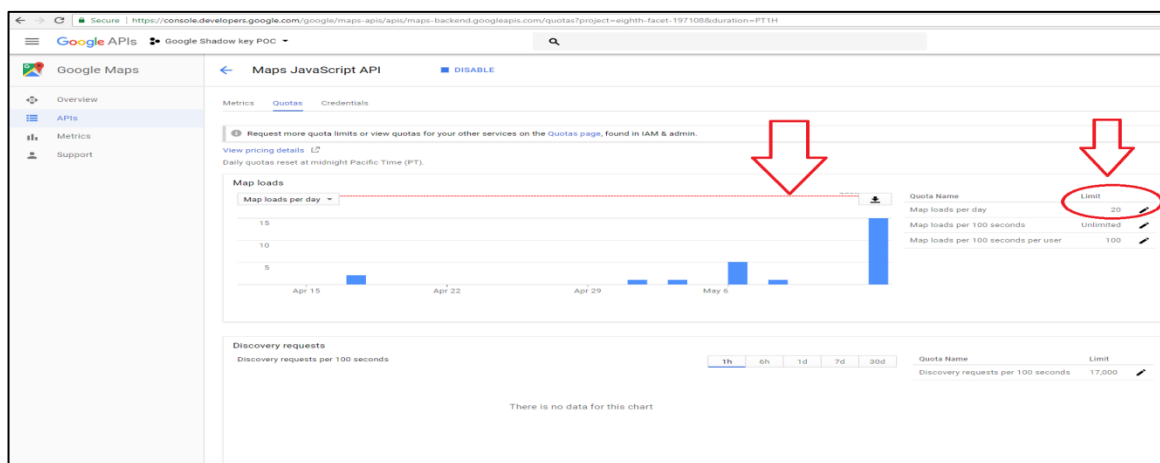 Secure | https://console.developers.google.com/google/maps-apis/apis/maps-backend.googleapis.com/quotas?project=eighth-facet-197108&duration=PT1H
Google APIs Google Shadow key POC
Google Maps Maps JavaScript API DISABLE
Overview
APIs
Metrics
Support
Metrics Quotas Credentials
Request more quota limits or view quotas for your other services on the Quotas page, found in IAM & admin.
View pricing details
Daily quotas reset at midnight Pacific Time (PT).
Map loads
Map loads per day
15
10
5
Apr 15 Apr 22 Apr 29 May 6
Quota Name Limit
Map loads per day 20
Map loads per 100 seconds Unlimited
Map loads per 100 seconds per user 100
Discovery requests
Discovery requests per 100 seconds
1h 6h 1d 7d 30d
There is no data for this chart
Quota Name Limit
Discovery requests per 100 seconds 17,000